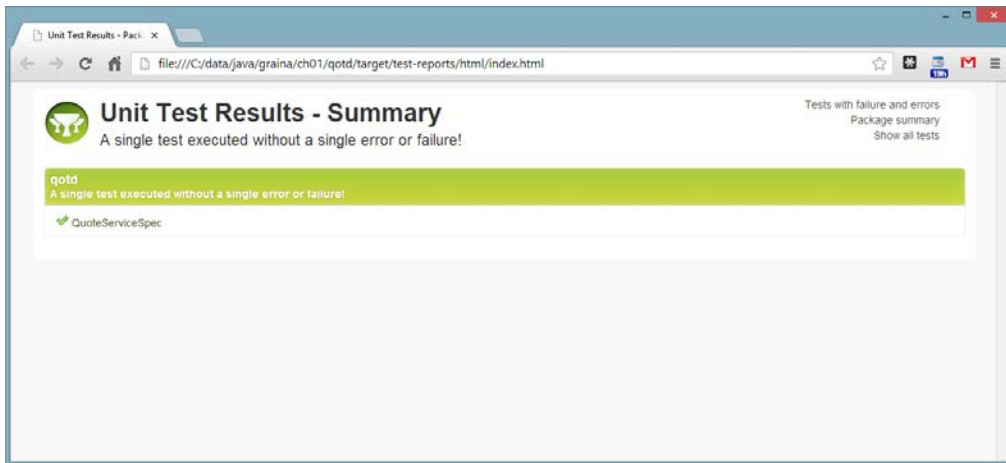 Unit Test Results - Pack
file:///C:/data/java/graina/ch01/qotd/target/test-reports/html/index.html
Unit Test Results - Summary
A single test executed without a single error or failure!
Tests with failure and errors
Package summary
Show all tests
qotd
A single test executed without a single error or failure!
QuoteServiceSpec